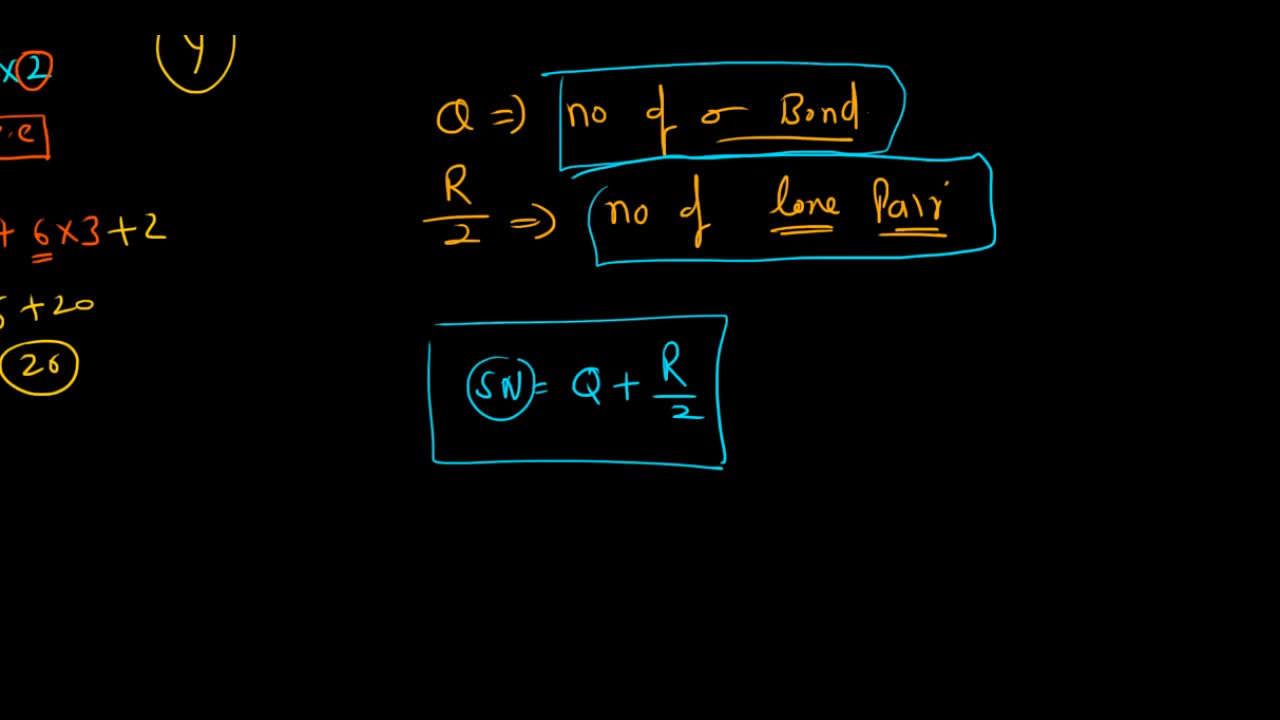 x2
y
Q => no of σ Bond
R/2 => no of lone Pair
+ 6x3+2
+20
26
SN = Q + R/2